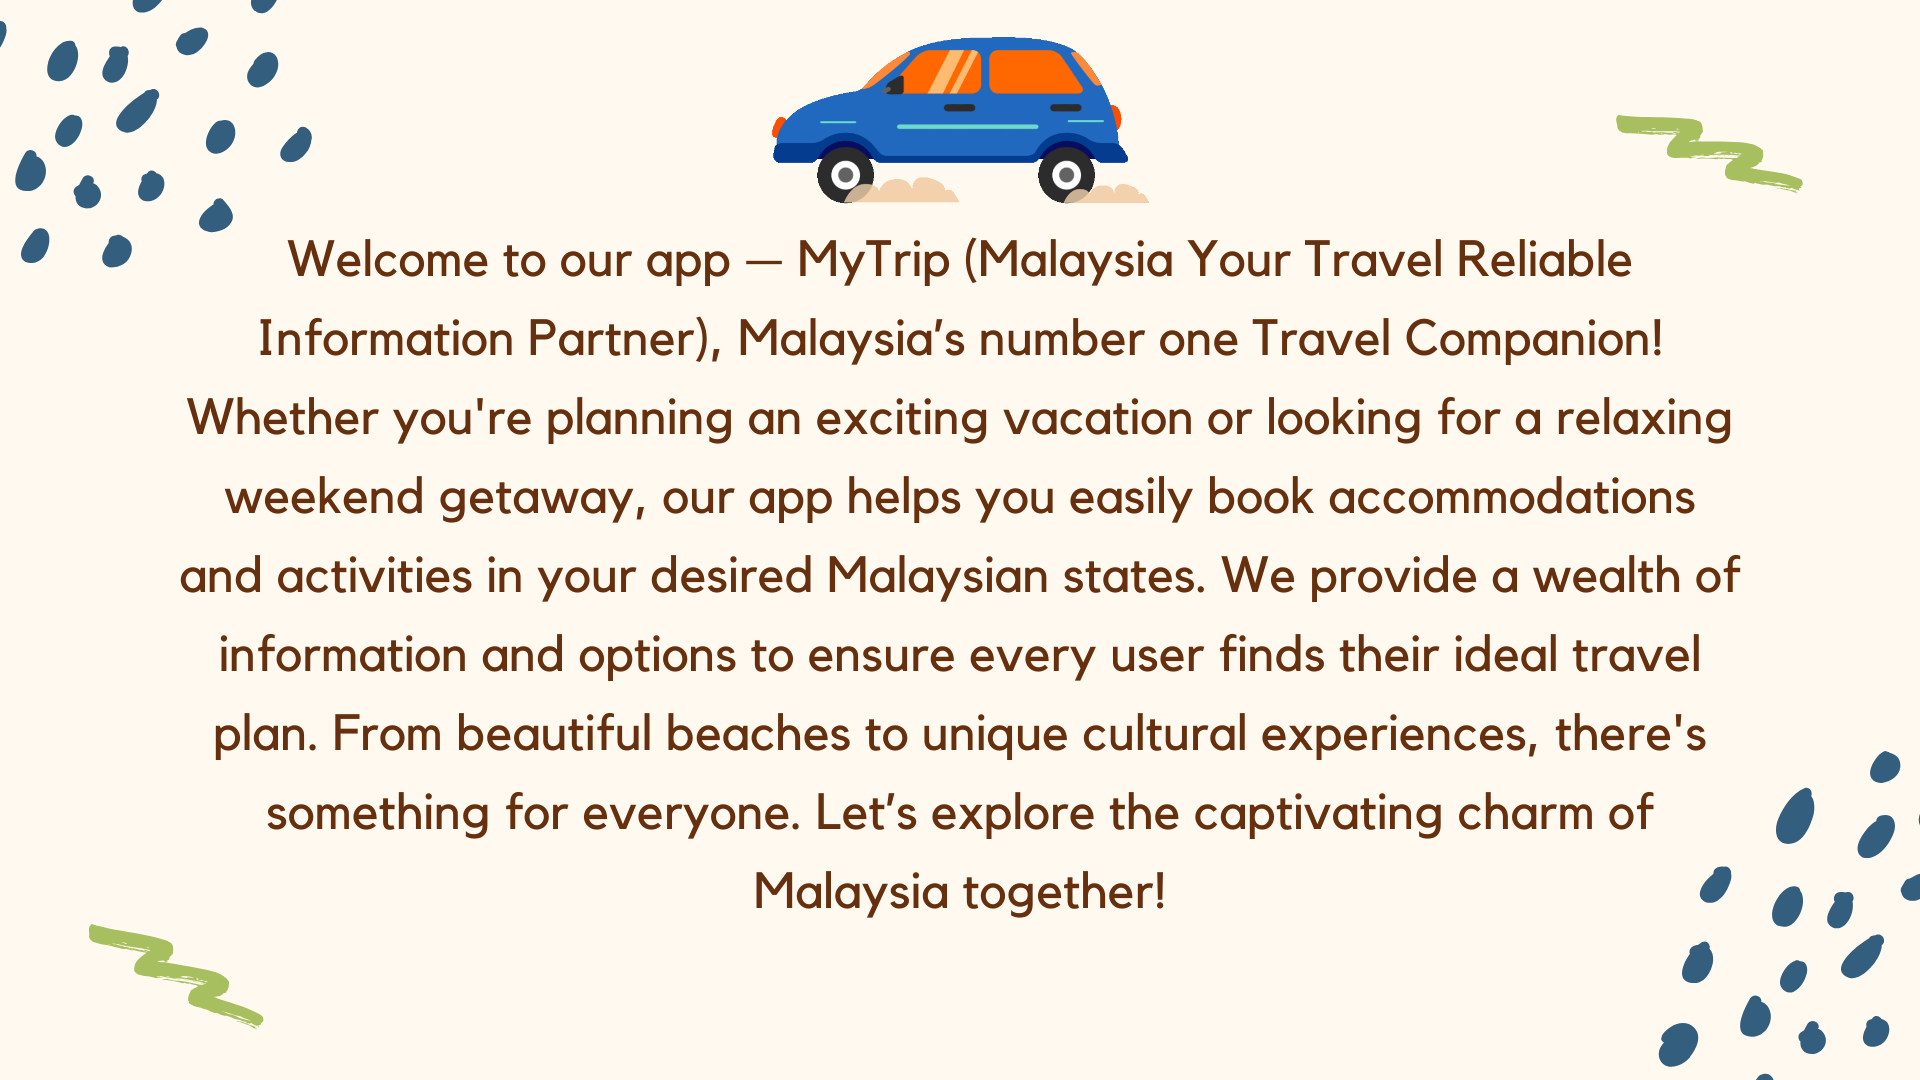 Welcome to our app — MyTrip (Malaysia Your Travel Reliable
Information Partner), Malaysia’s number one Travel Companion!
Whether you're planning an exciting vacation or looking for a relaxing
weekend getaway, our app helps you easily book accommodations
and activities in your desired Malaysian states. We provide a wealth of
information and options to ensure every user finds their ideal travel
plan. From beautiful beaches to unique cultural experiences, there's
something for everyone. Let’s explore the captivating charm of
Malaysia together!